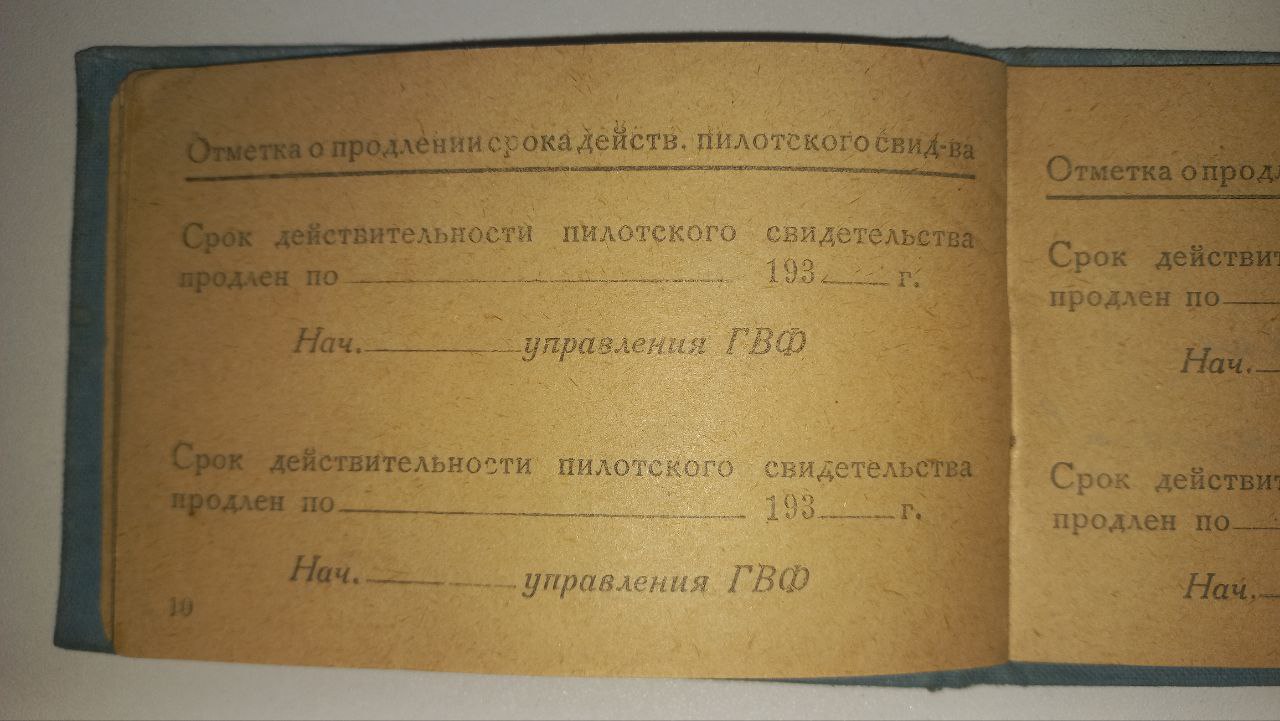 Отметка о продлении срока действ. пилотского свид-ва
Срок действительности пилотского свидетельства
продлен по 193 г.
Нач. управления ГВФ
Срок действительности пилотского свидетельства
продлен по 193 г.
Нач. управления ГВФ
10
Отметка о продл
Срок действит
продлен по
Нач.
Срок действит
продлен по
Нач.